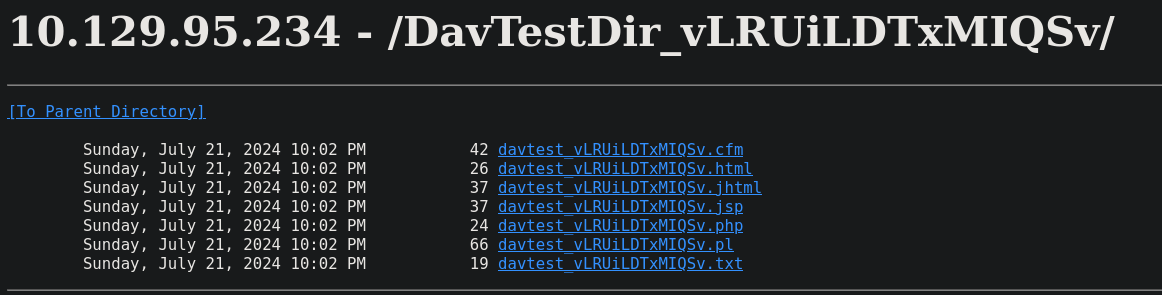 10.129.95.234 - /DavTestDir_vLRUiLDTxMIQSv/
[To Parent Directory]
Sunday, July 21, 2024 10:02 PM 42 davtest_vLRUiLDTxMIQSv.cfm
Sunday, July 21, 2024 10:02 PM 26 davtest_vLRUiLDTxMIQSv.html
Sunday, July 21, 2024 10:02 PM 37 davtest_vLRUiLDTxMIQSv.jhtml
Sunday, July 21, 2024 10:02 PM 37 davtest_vLRUiLDTxMIQSv.jsp
Sunday, July 21, 2024 10:02 PM 24 davtest_vLRUiLDTxMIQSv.php
Sunday, July 21, 2024 10:02 PM 66 davtest_vLRUiLDTxMIQSv.pl
Sunday, July 21, 2024 10:02 PM 19 davtest_vLRUiLDTxMIQSv.txt